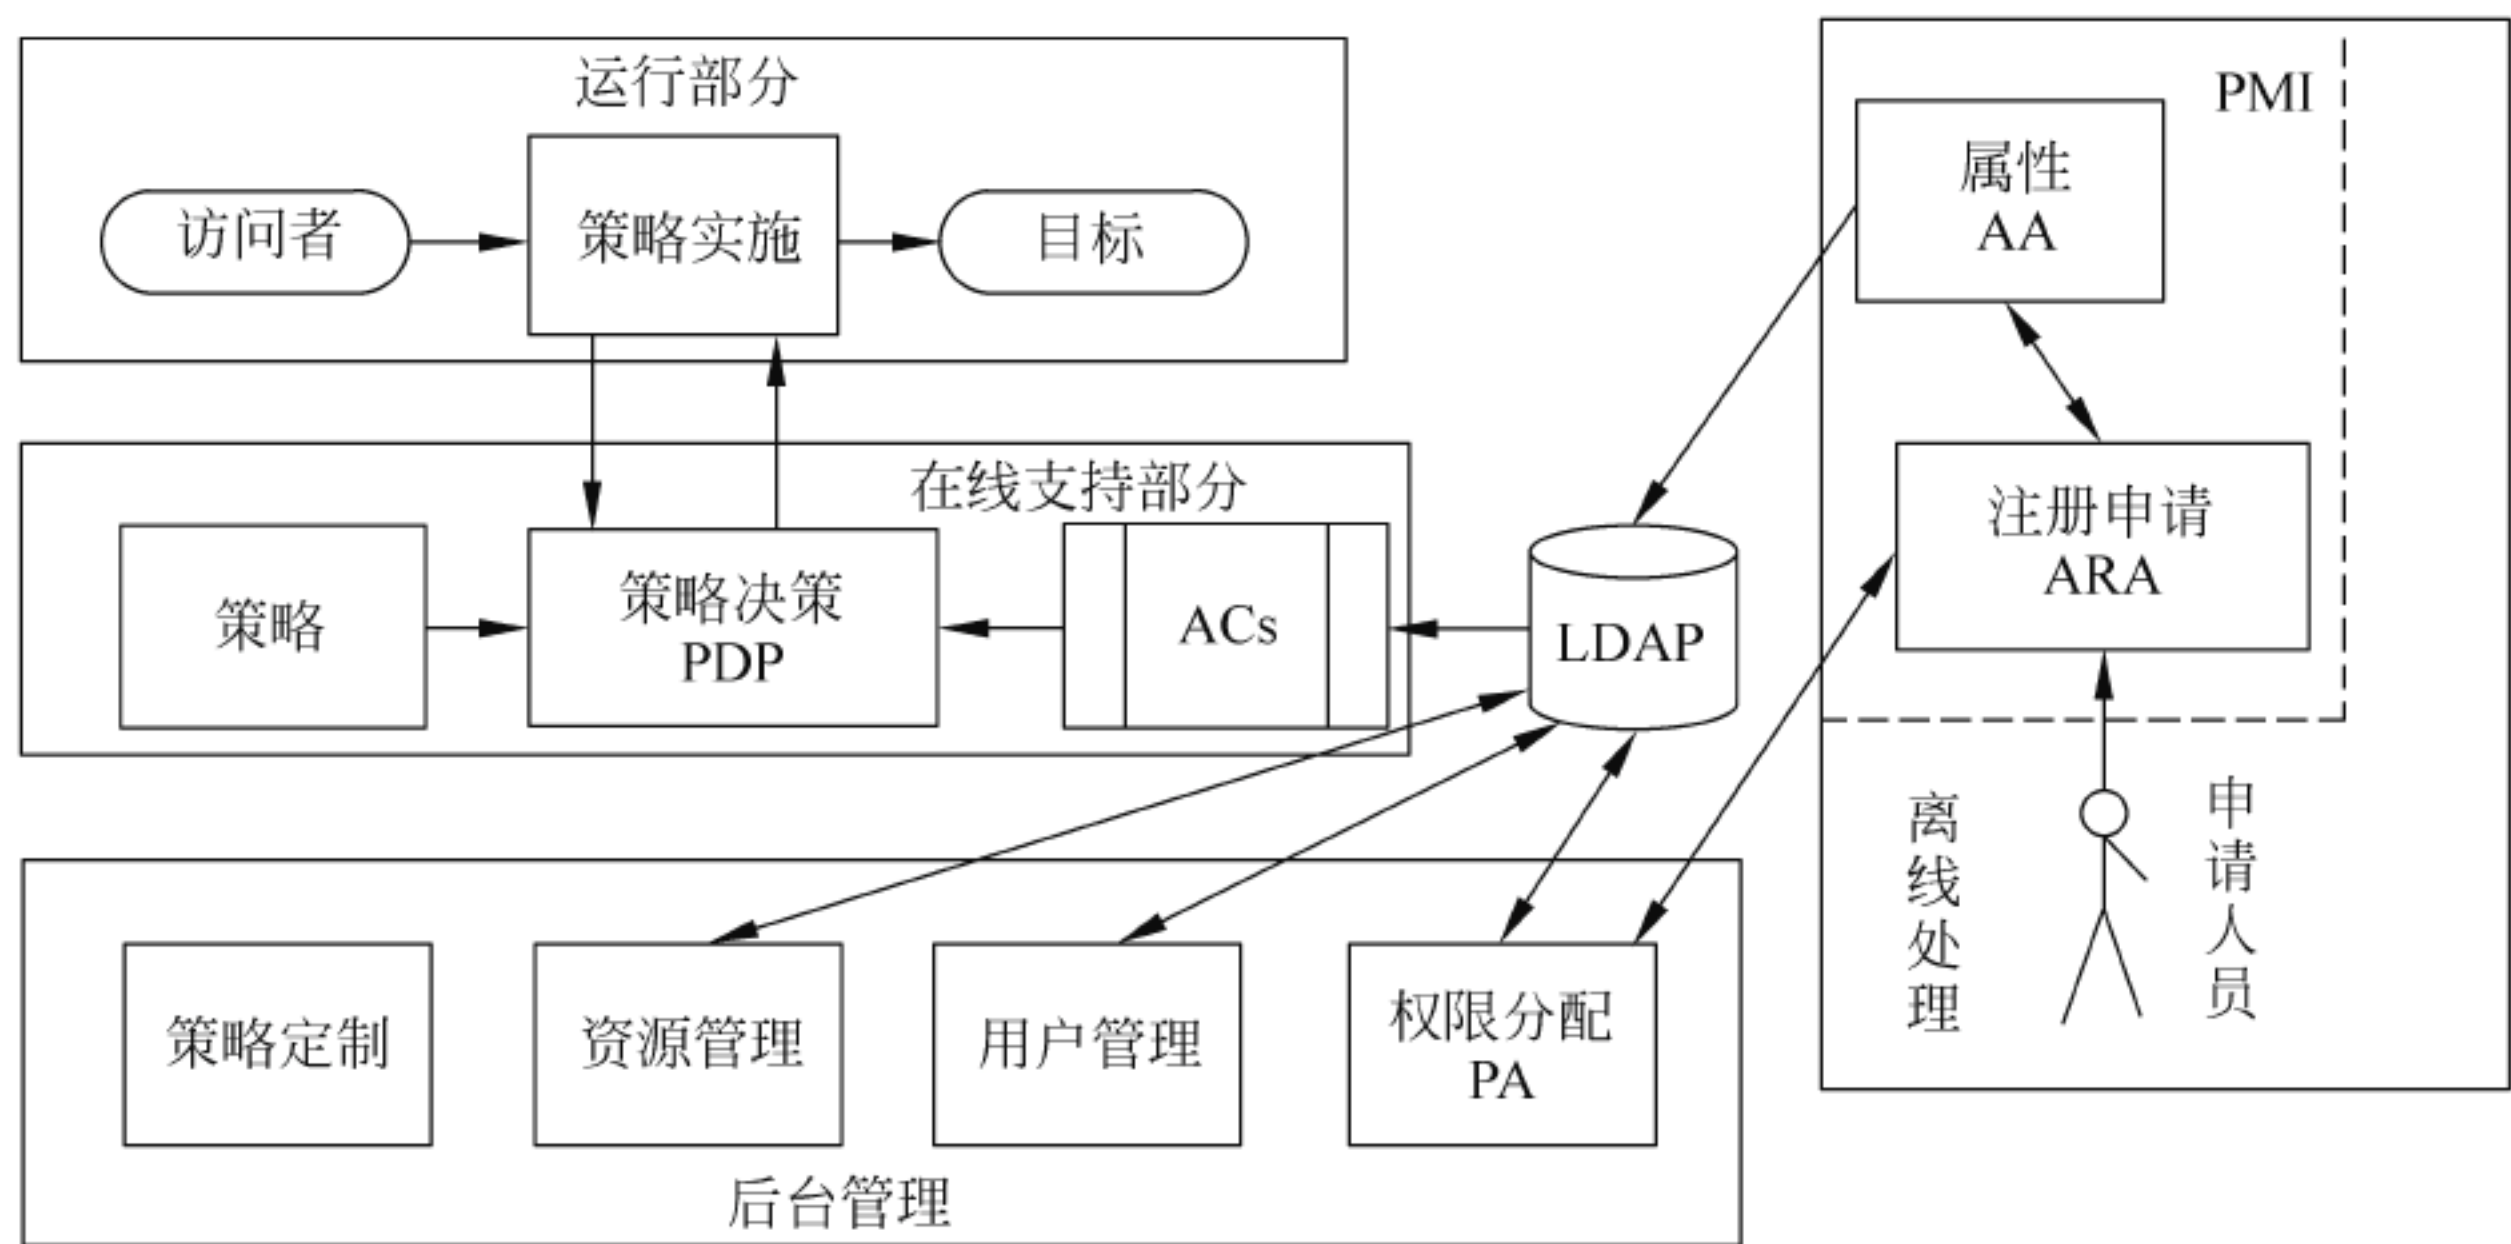 运行部分
访问者
策略实施
目标
PMI
属性
AA
在线支持部分
策略
策略决策
PDP
ACs
LDAP
注册申请
ARA
离线处理
申请人员
策略定制
资源管理
用户管理
权限分配
PA
后台管理